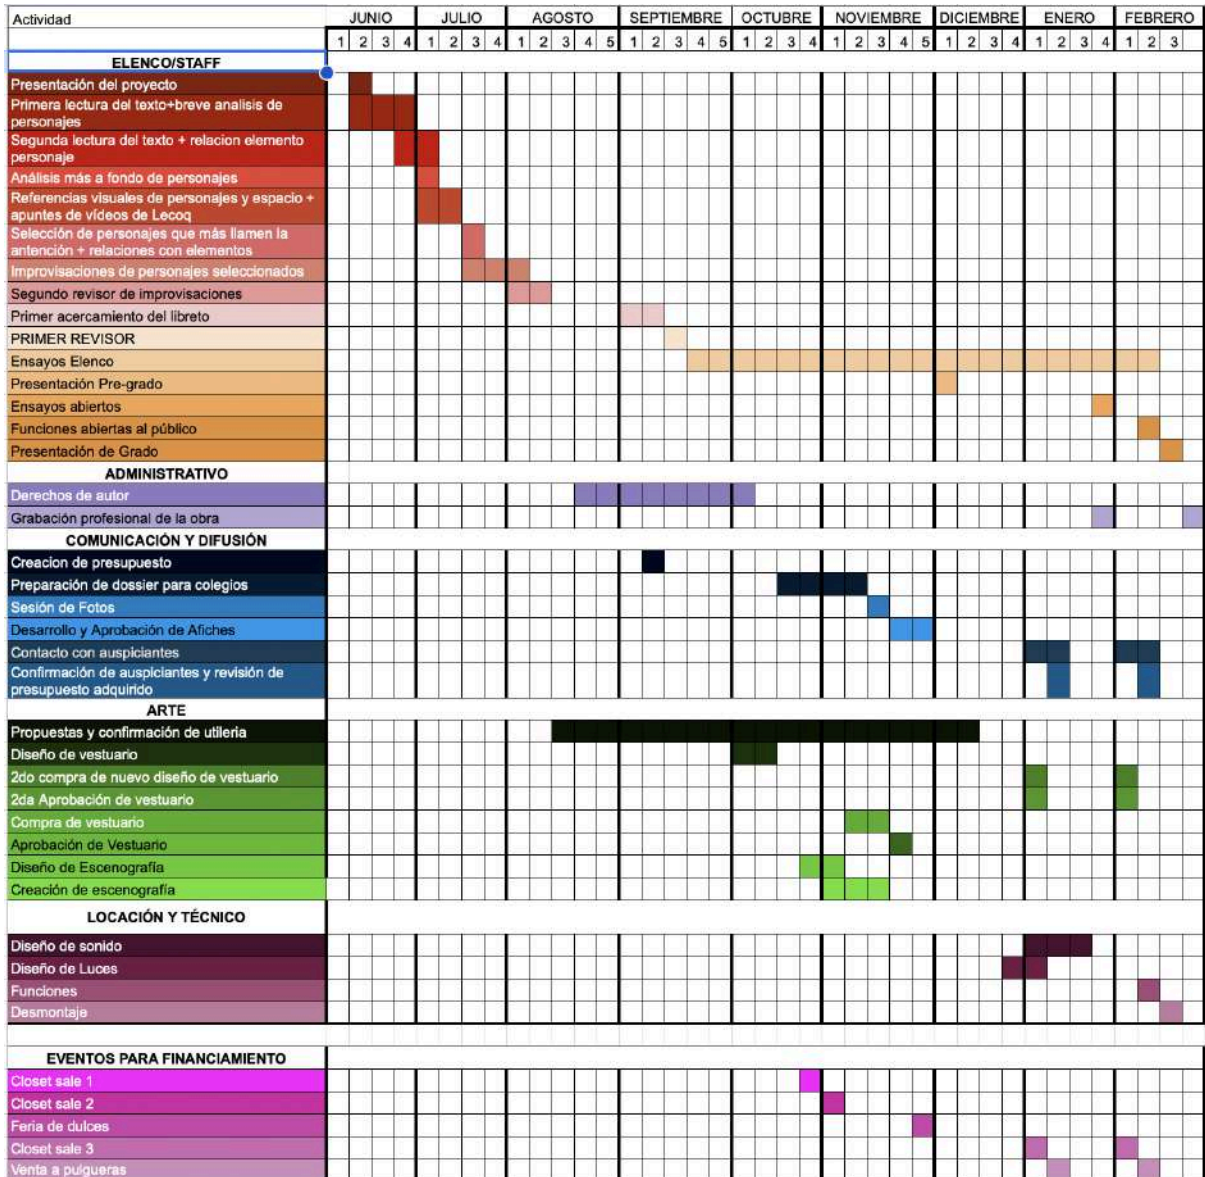 Actividad JUNIO JULIO AGOSTO SEPTIEMBRE OCTUBRE NOVIEMBRE DICIEMBRE ENERO FEBRERO
1 2 3 4 1 2 3 4 1 2 3 4 5 1 2 3 4 5 1 2 3 4 1 2 3 4 5 1 2 3 4 1 2 3 4 1 2 3
ELENCO/STAFF
Presentación del proyecto
Primera lectura del texto+breve analisis de
personajes
Segunda lectura del texto + relacion elemento
personaje
Análisis más a fondo de personajes
Referencias visuales de personajes y espacio +
apuntes de vídeos de Lecoq
Selección de personajes que más llamen la
antención + relaciones con elementos
Improvisaciones de personajes seleccionados
Segundo revisor de improvisaciones
Primer acercamiento del libreto
PRIMER REVISOR
Ensayos Elenco
Presentación Pre-grado
Ensayos abiertos
Funciones abiertas al público
Presentación de Grado
ADMINISTRATIVO
Derechos de autor
Grabación profesional de la obra
COMUNICACIÓN Y DIFUSIÓN
Creacion de presupuesto
Preparación de dossier para colegios
Sesión de Fotos
Desarrollo y Aprobación de Afiches
Contacto con auspiciantes
Confirmación de auspiciantes y revisión de
presupuesto adquirido
ARTE
Propuestas y confirmación de utileria
Diseño de vestuario
2do compra de nuevo diseño de vestuario
2da Aprobación de vestuario
Compra de vestuario
Aprobación de Vestuario
Diseño de Escenografía
Creación de escenografía
LOCACIÓN Y TÉCNICO
Diseño de sonido
Diseño de Luces
Funciones
Desmontaje
EVENTOS PARA FINANCIAMIENTO
Closet sale 1
Closet sale 2
Feria de dulces
Closet sale 3
Venta a pulgueras